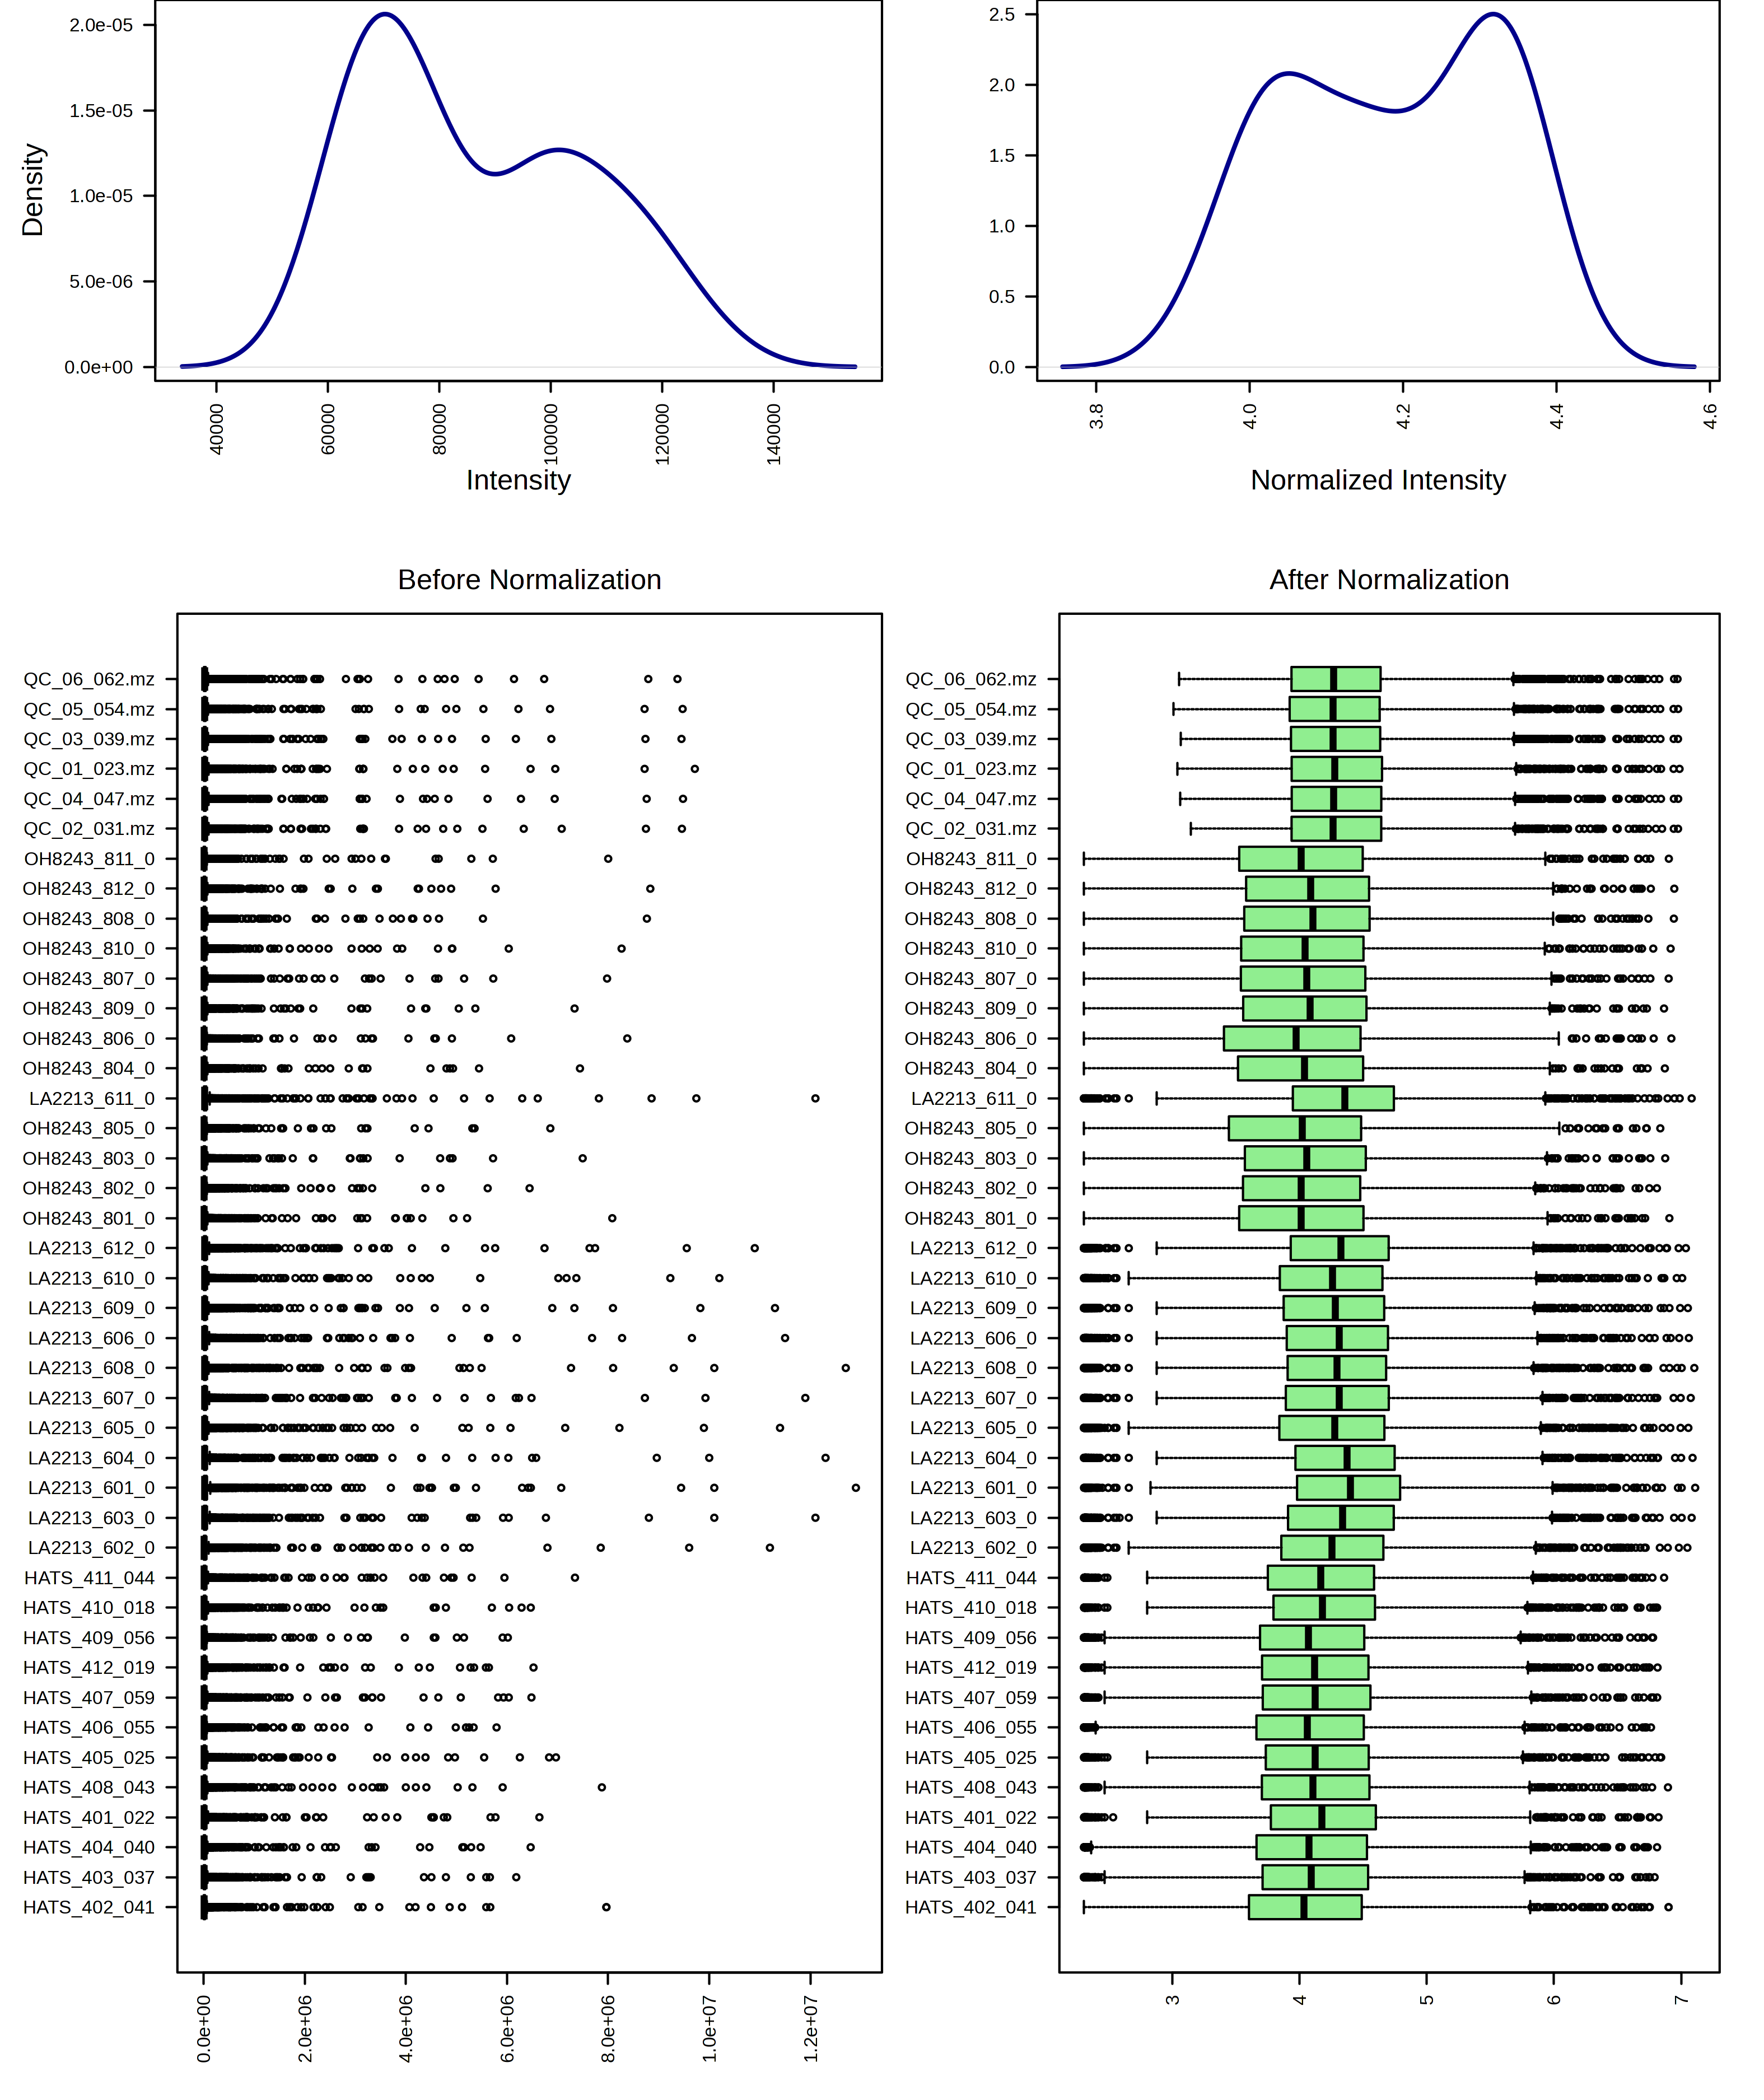 2.0e-05
1.5e-05
1.0e-05
5.0e-06
0.0e+00
Density
40000
60000
80000
100000
120000
140000
Intensity
2.5
2.0
1.5
1.0
0.5
0.0
3.8
4.0
4.2
4.4
4.6
Normalized Intensity
Before Normalization
QC_06_062.mz
QC_05_054.mz
QC_03_039.mz
QC_01_023.mz
QC_04_047.mz
QC_02_031.mz
OH8243_811_0
OH8243_812_0
OH8243_808_0
OH8243_810_0
OH8243_807_0
OH8243_809_0
OH8243_806_0
OH8243_804_0
LA2213_611_0
OH8243_805_0
OH8243_803_0
OH8243_802_0
OH8243_801_0
LA2213_612_0
LA2213_610_0
LA2213_609_0
LA2213_606_0
LA2213_608_0
LA2213_607_0
LA2213_605_0
LA2213_604_0
LA2213_601_0
LA2213_603_0
LA2213_602_0
HATS_411_044
HATS_410_018
HATS_409_056
HATS_412_019
HATS_407_059
HATS_406_055
HATS_405_025
HATS_408_043
HATS_401_022
HATS_404_040
HATS_403_037
HATS_402_041
0.0e+00
2.0e+06
4.0e+06
6.0e+06
8.0e+06
1.0e+07
1.2e+07
After Normalization
QC_06_062.mz
QC_05_054.mz
QC_03_039.mz
QC_01_023.mz
QC_04_047.mz
QC_02_031.mz
OH8243_811_0
OH8243_812_0
OH8243_808_0
OH8243_810_0
OH8243_807_0
OH8243_809_0
OH8243_806_0
OH8243_804_0
LA2213_611_0
OH8243_805_0
OH8243_803_0
OH8243_802_0
OH8243_801_0
LA2213_612_0
LA2213_610_0
LA2213_609_0
LA2213_606_0
LA2213_608_0
LA2213_607_0
LA2213_605_0
LA2213_604_0
LA2213_601_0
LA2213_603_0
LA2213_602_0
HATS_411_044
HATS_410_018
HATS_409_056
HATS_412_019
HATS_407_059
HATS_406_055
HATS_405_025
HATS_408_043
HATS_401_022
HATS_404_040
HATS_403_037
HATS_402_041
3
4
5
6
7